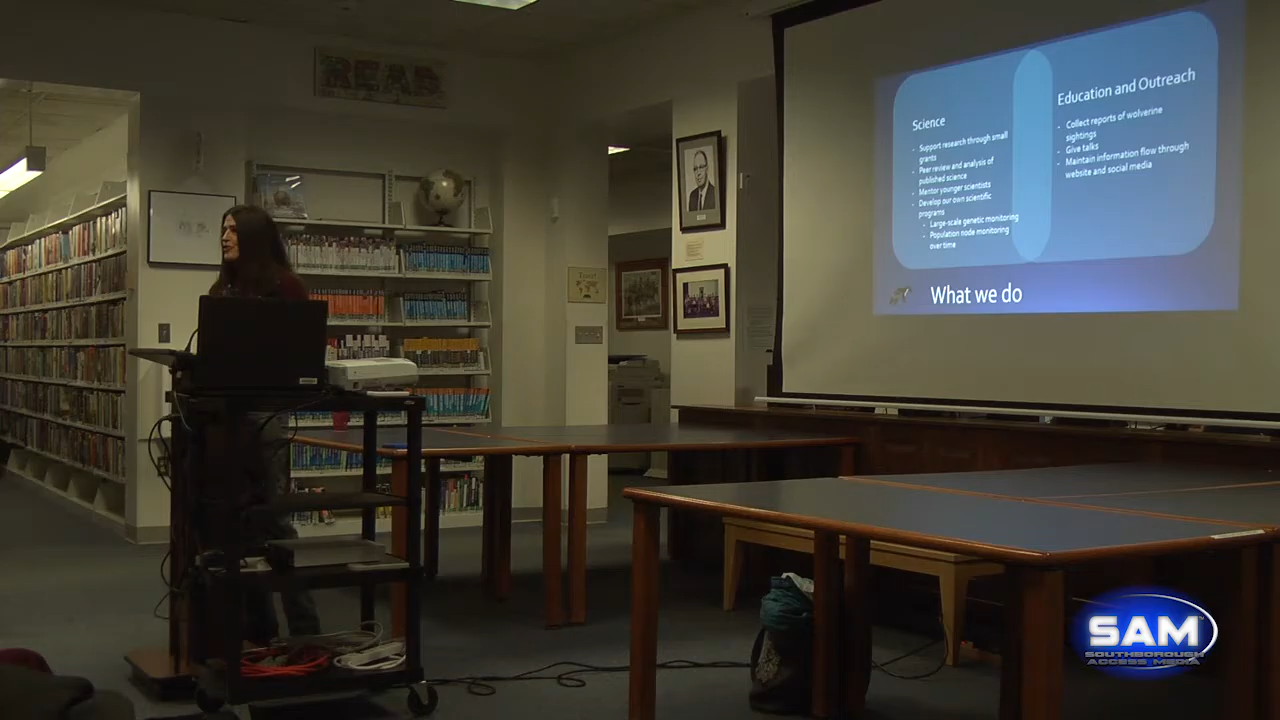 READ
Science
- Support research through small
grants
- Peer review and analysis of
published science
- Mentor younger scientists
- Develop our own scientific
programs
- Large-scale genetic monitoring
- Population node monitoring
over time
Education and Outreach
- Collect reports of wolverine
sightings
- Give talks
- Maintain information flow through
website and social media
What we do
SAM™
SOUTHBOROUGH
ACCESS MEDIA